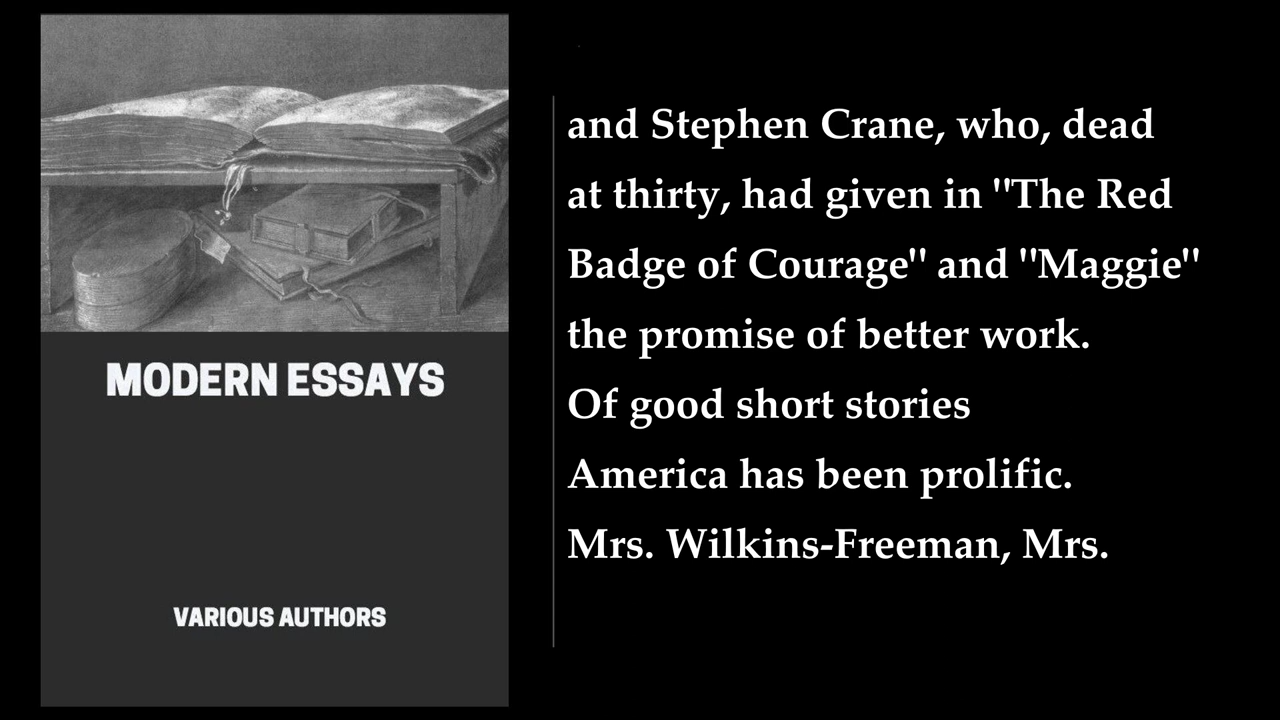 MODERN ESSAYS
VARIOUS AUTHORS
and Stephen Crane, who, dead
at thirty, had given in "The Red
Badge of Courage" and "Maggie"
the promise of better work.
Of good short stories
America has been prolific.
Mrs. Wilkins-Freeman, Mrs.